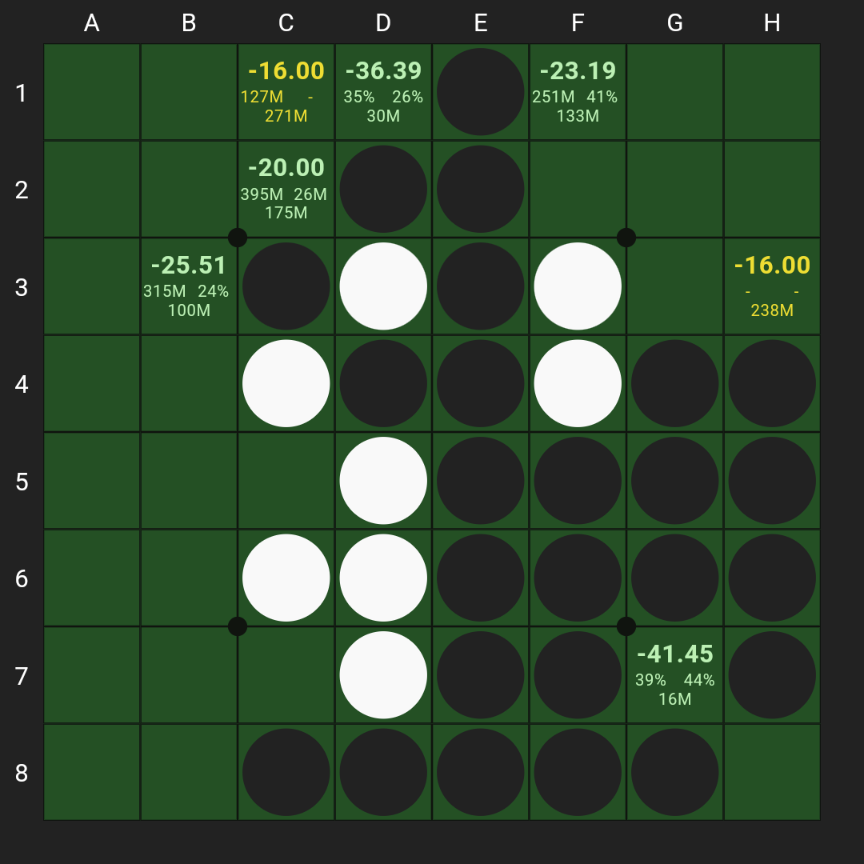 A B C D E F G H
1 -16.00 -36.39 -23.19
127M - 35% 26% 251M 41%
271M 30M 133M
2 -20.00
395M 26M
175M
3 -25.51 -16.00
315M 24% - -
100M 238M
4
5
6
7 -41.45
39% 44%
16M
8